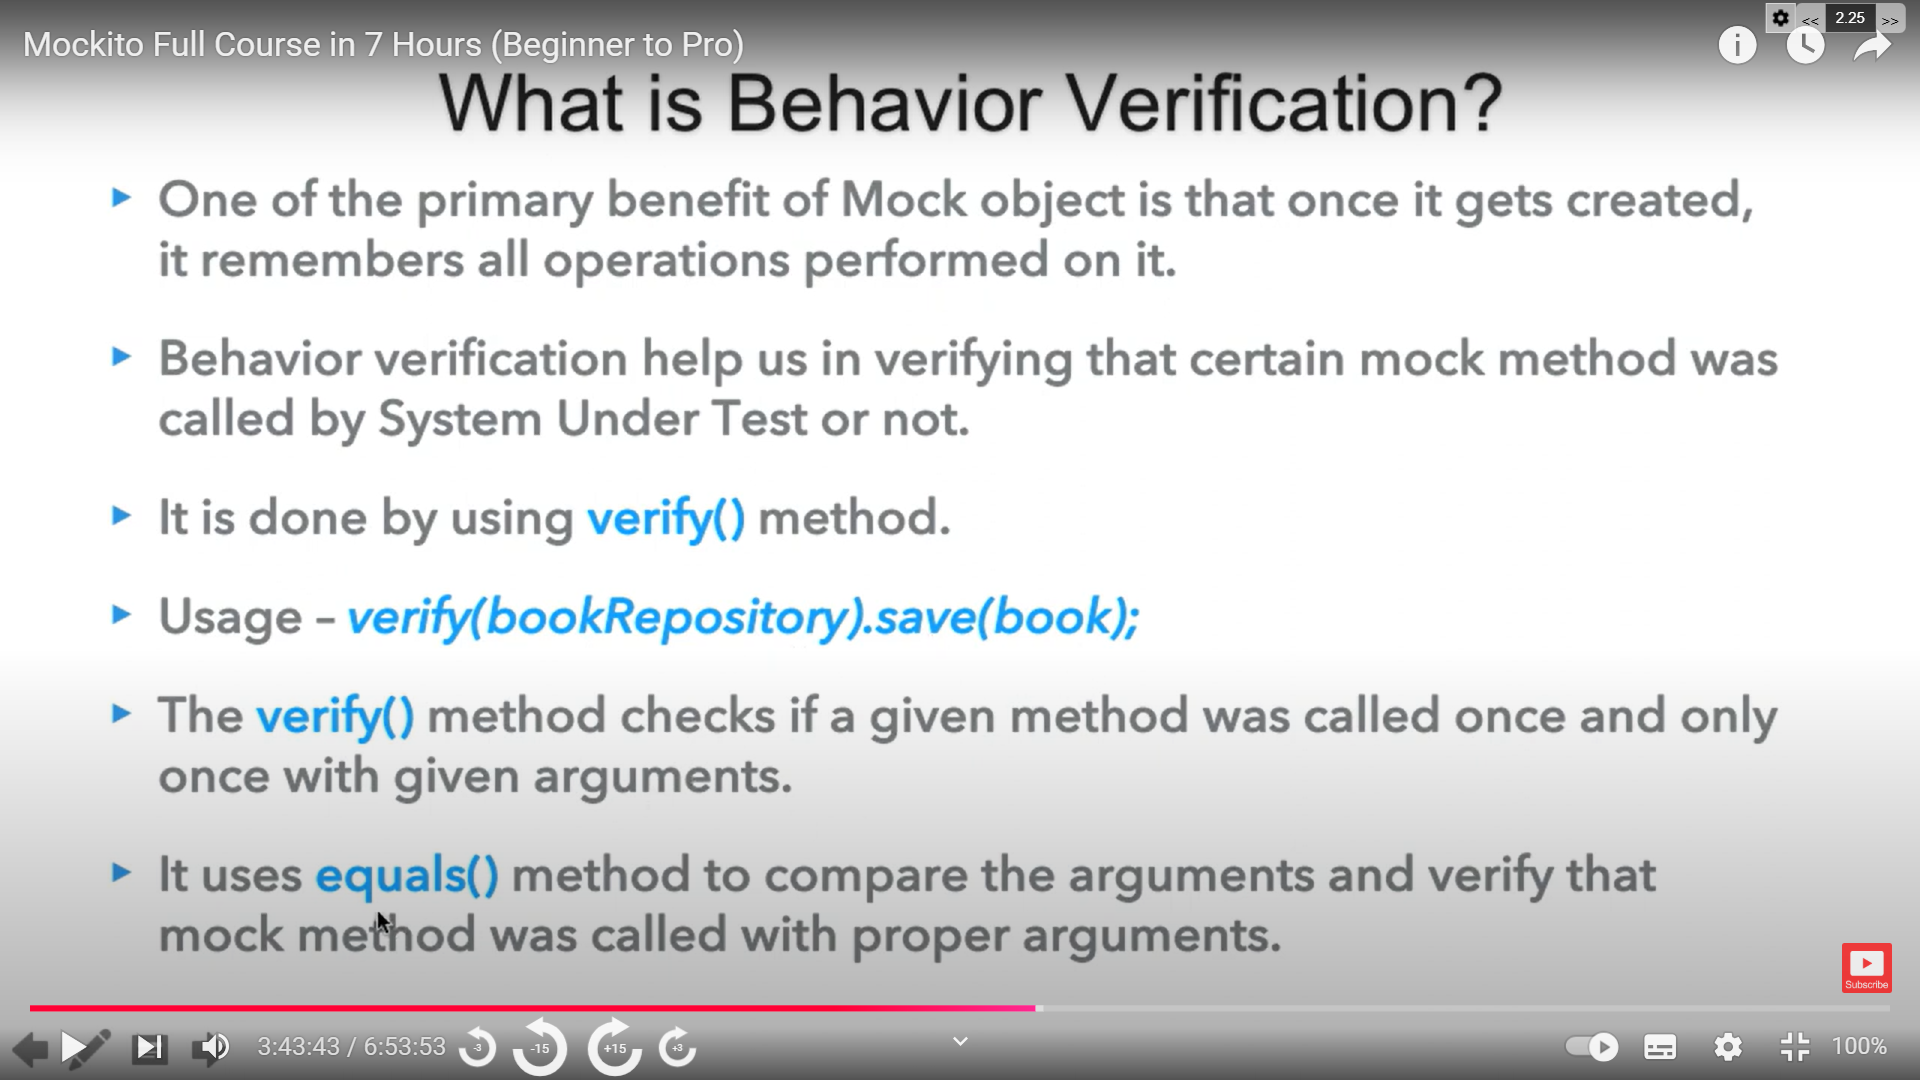 << 2.25 >>
Mockito Full Course in 7 Hours (Beginner to Pro)
What is Behavior Verification?
One of the primary benefit of Mock object is that once it gets created,
it remembers all operations performed on it.
Behavior verification help us in verifying that certain mock method was
called by System Under Test or not.
It is done by using verify() method.
Usage – verify(bookRepository).save(book);
The verify() method checks if a given method was called once and only
once with given arguments.
It uses equals() method to compare the arguments and verify that
mock method was called with proper arguments.
Subscribe
3:43:43 / 6:53:53 -3 -15 +15 +3 100%